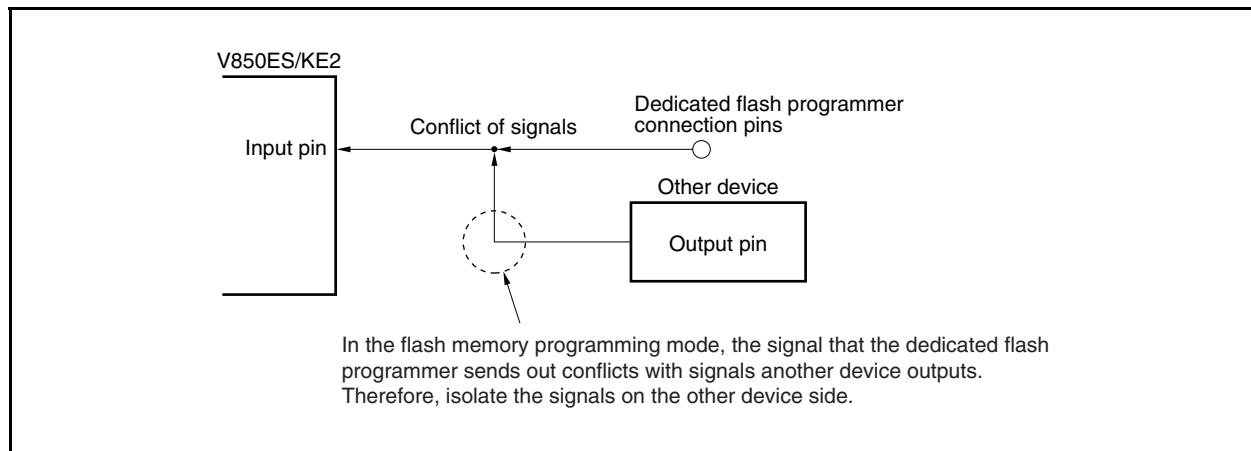 V850ES/KE2
Dedicated flash programmer
connection pins
Conflict of signals
Input pin
Other device
Output pin
In the flash memory programming mode, the signal that the dedicated flash
programmer sends out conflicts with signals another device outputs.
Therefore, isolate the signals on the other device side.